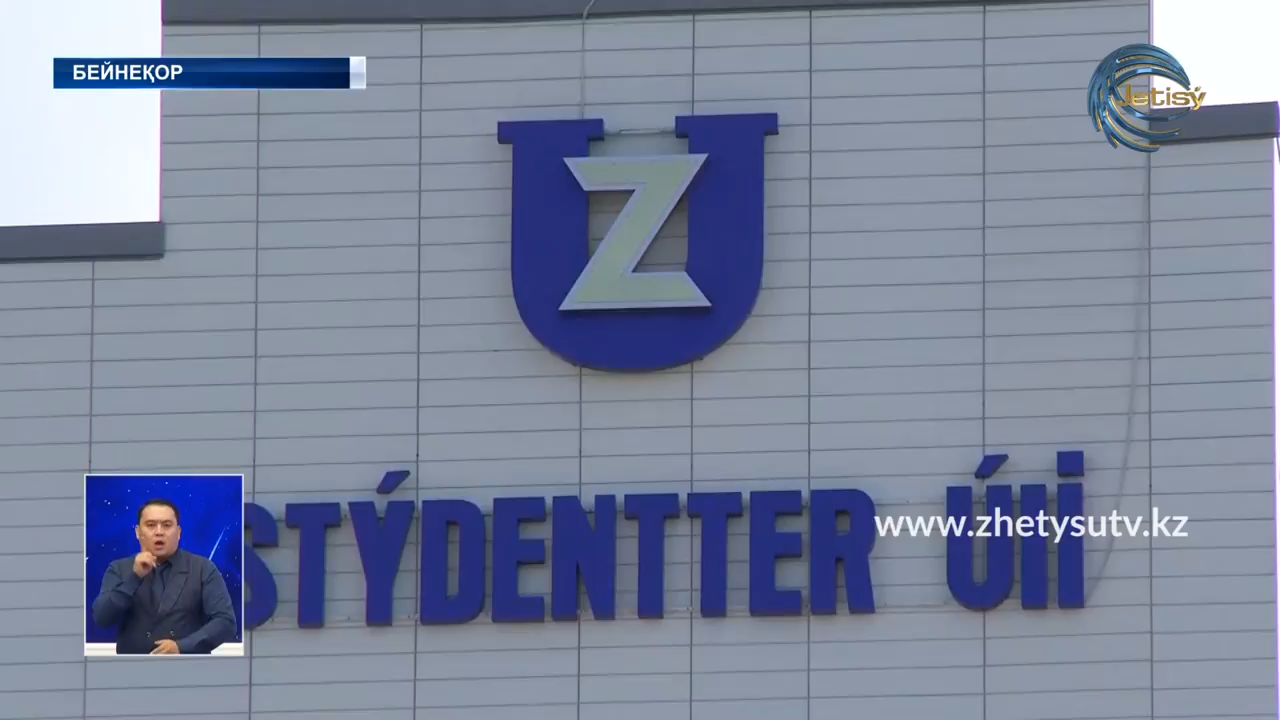 БЕЙНЕҚОР
Jetisý
UZ
STÝDENTTER ÚIi
www.zhetysutv.kz